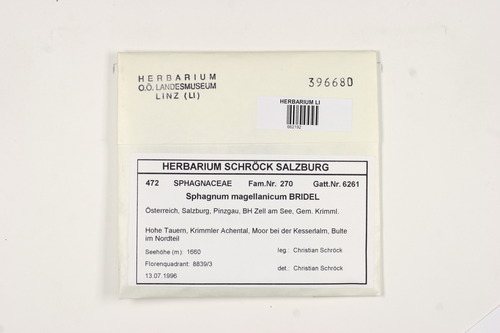 HERBARIUM
O.Ö. LANDESMUSEUM
LINZ (LI)
396680
HERBARIUM LI
662192
HERBARIUM SCHRÖCK SALZBURG
472 SPHAGNACEAE Fam.Nr. 270 Gatt.Nr. 6261
Sphagnum magellanicum BRIDEL
Österreich, Salzburg, Pinzgau, BH Zell am See, Gem. Krimml.
Hohe Tauern, Krimmler Achental, Moor bei der Kesserlalm, Bulte
im Nordteil
Seehöhe (m): 1660 leg.: Christian Schröck
Florenquadrant: 8839/3
det.: Christian Schröck
13.07.1996